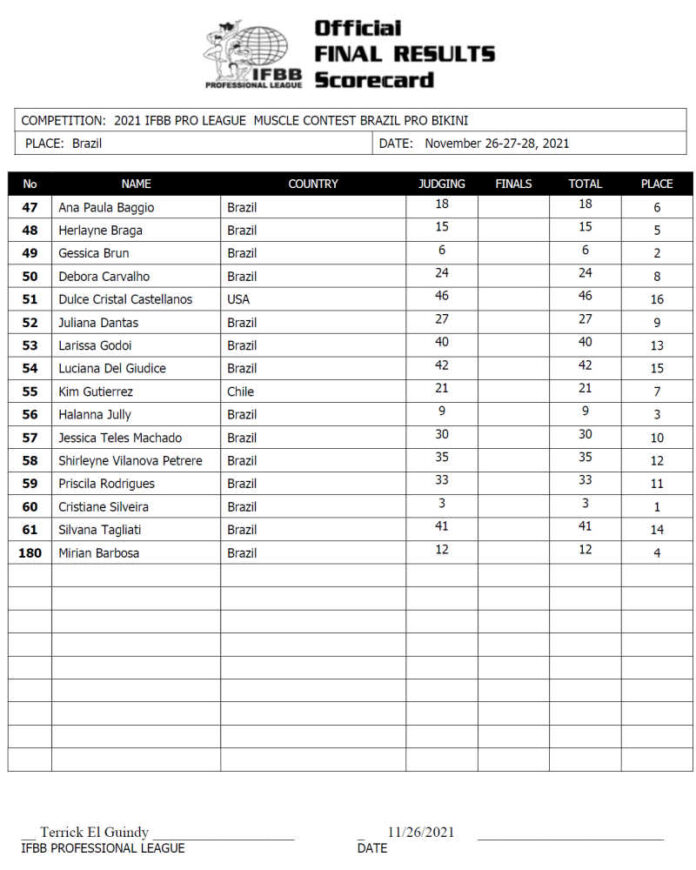 Official
FINAL RESULTS
Scorecard
IFBB
PROFESSIONAL LEAGUE
COMPETITION: 2021 IFBB PRO LEAGUE MUSCLE CONTEST BRAZIL PRO BIKINI
PLACE: Brazil DATE: November 26-27-28, 2021
No NAME COUNTRY JUDGING FINALS TOTAL PLACE
47 Ana Paula Baggio Brazil 18 18 6
48 Herlayne Braga Brazil 15 15 5
49 Gessica Brun Brazil 6 6 2
50 Debora Carvalho Brazil 24 24 8
51 Dulce Cristal Castellanos USA 46 46 16
52 Juliana Dantas Brazil 27 27 9
53 Larissa Godoi Brazil 40 40 13
54 Luciana Del Giudice Brazil 42 42 15
55 Kim Gutierrez Chile 21 21 7
56 Halanna Jully Brazil 9 9 3
57 Jessica Teles Machado Brazil 30 30 10
58 Shirleyne Vilanova Petrere Brazil 35 35 12
59 Priscila Rodrigues Brazil 33 33 11
60 Cristiane Silveira Brazil 3 3 1
61 Silvana Tagliati Brazil 41 41 14
180 Mirian Barbosa Brazil 12 12 4
__ Terrick El Guindy ____________________ _ 11/26/2021 __________________________
IFBB PROFESSIONAL LEAGUE DATE